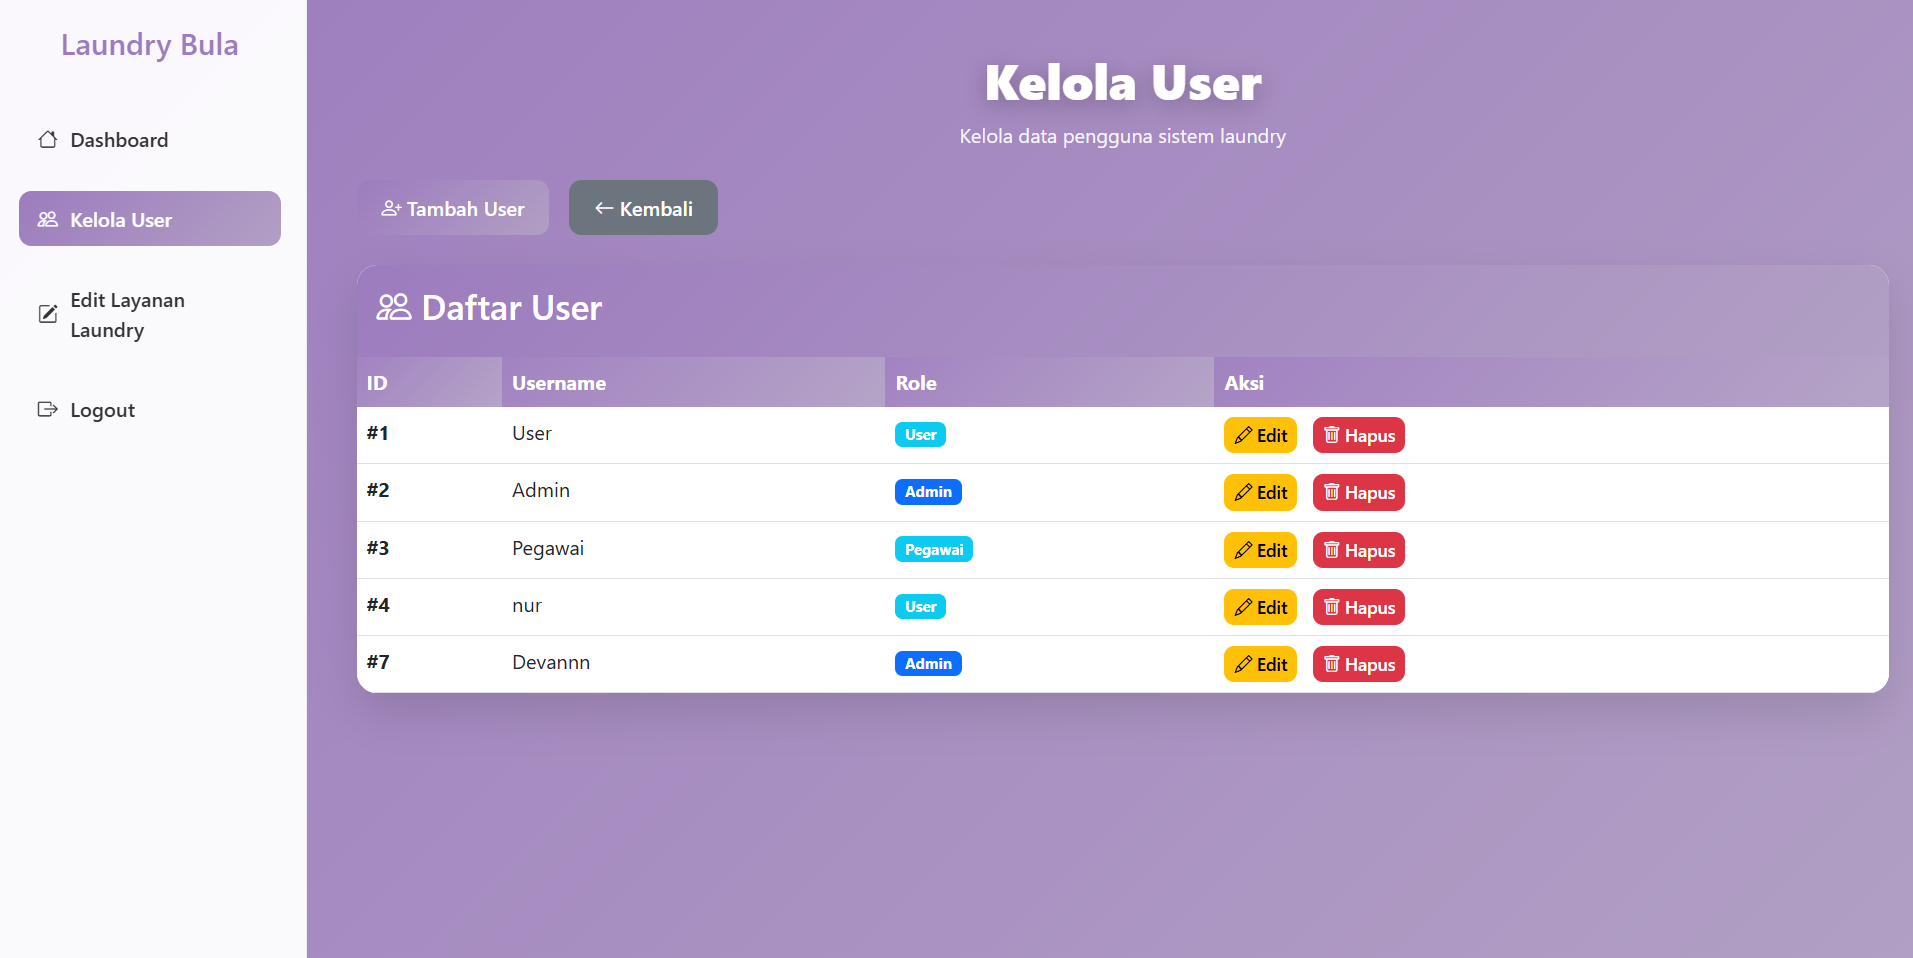 Laundry Bula
Dashboard
Kelola User
Edit Layanan
Laundry
Logout
Kelola User
Kelola data pengguna sistem laundry
Tambah User
Kembali
Daftar User
ID Username Role Aksi
#1 User User Edit Hapus
#2 Admin Admin Edit Hapus
#3 Pegawai Pegawai Edit Hapus
#4 nur User Edit Hapus
#7 Devannn Admin Edit Hapus